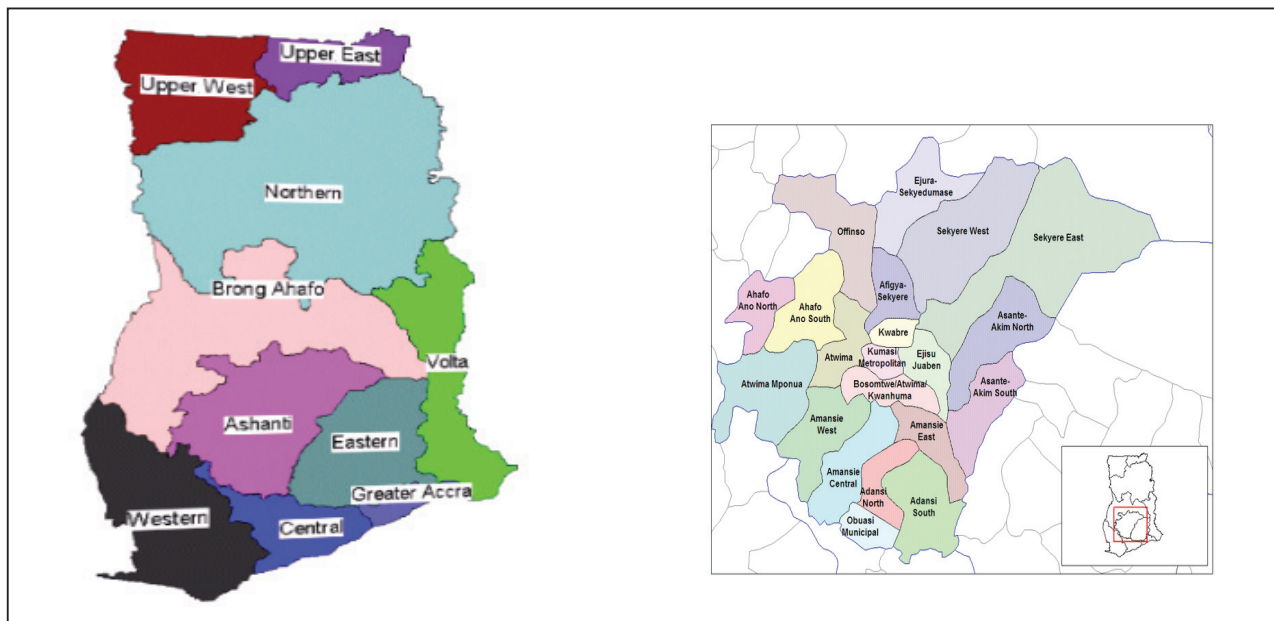 Upper East
Upper West
Northern
Brong Ahafo
Volta
Ashanti
Eastern
Greater Accra
Western
Central
Ejura-
Sekyedumase
Offinso
Sekyere West
Sekyere East
Afigya-
Sekyere
Ahafo
Ano North
Ahafo
Ano South
Asante-
Akim North
Kwabre
Atwima
Kumasi
Metropolitan
Ejisu
Juaben
Atwima Mponua
Bosomtwe/Atwima/
Kwanhuma
Asante-
Akim South
Amansie
West
Amansie
East
Amansie
Central
Adansi
North
Adansi
South
Obuasi
Municipal